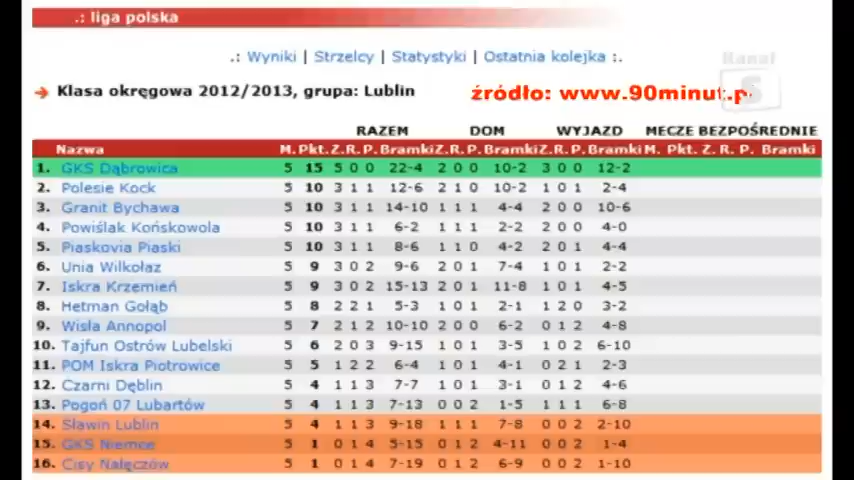 .: liga polska
.: Wyniki | Strzelcy | Statystyki | Ostatnia kolejka :.
Kanał S
Klasa okręgowa 2012/2013, grupa: Lublin
źródło: www.90minut.p
RAZEM DOM WYJAZD MECZE BEZPOŚREDNIE
Nazwa M. Pkt. Z. R. P. Bramki Z. R. P. Bramki Z. R. P. Bramki M. Pkt. Z. R. P. Bramki
1. GKS Dąbrowica 5 15 5 0 0 22-4 2 0 0 10-2 3 0 0 12-2
2. Polesie Kock 5 10 3 1 1 12-6 2 1 0 10-2 1 0 1 2-4
3. Granit Bychawa 5 10 3 1 1 14-10 1 1 1 4-4 2 0 0 10-6
4. Powiślak Końskowola 5 10 3 1 1 6-2 1 1 1 2-2 2 0 0 4-0
5. Piaskovia Piaski 5 10 3 1 1 8-6 1 1 0 4-2 2 0 1 4-4
6. Unia Wilkołaz 5 9 3 0 2 9-6 2 0 1 7-4 1 0 1 2-2
7. Iskra Krzemień 5 9 3 0 2 15-13 2 0 1 11-8 1 0 1 4-5
8. Hetman Gołąb 5 8 2 2 1 5-3 1 0 1 2-1 1 2 0 3-2
9. Wisła Annopol 5 7 2 1 2 10-10 2 0 0 6-2 0 1 2 4-8
10. Tajfun Ostrów Lubelski 5 6 2 0 3 9-15 1 0 1 3-5 1 0 2 6-10
11. POM Iskra Piotrowice 5 5 1 2 2 6-4 1 0 1 4-1 0 2 1 2-3
12. Czarni Dęblin 5 4 1 1 3 7-7 1 0 1 3-1 0 1 2 4-6
13. Pogoń 07 Lubartów 5 4 1 1 3 7-13 0 0 2 1-5 1 1 1 6-8
14. Sławin Lublin 5 4 1 1 3 9-18 1 1 1 7-8 0 0 2 2-10
15. GKS Niemce 5 1 0 1 4 5-15 0 1 2 4-11 0 0 2 1-4
16. Cisy Nałęczów 5 1 0 1 4 7-19 0 1 2 6-9 0 0 2 1-10